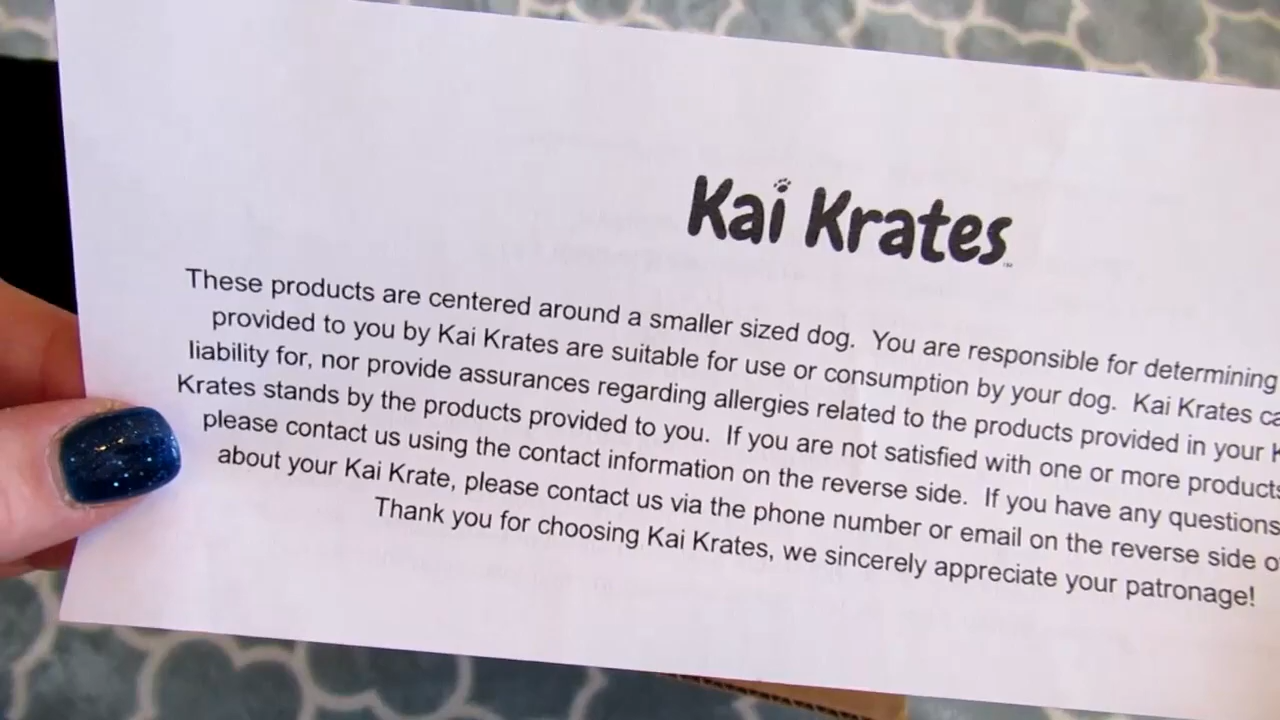 Kai Krates
These products are centered around a smaller sized dog. You are responsible for determining
provided to you by Kai Krates are suitable for use or consumption by your dog. Kai Krates ca
liability for, nor provide assurances regarding allergies related to the products provided in your K
Krates stands by the products provided to you. If you are not satisfied with one or more products
please contact us using the contact information on the reverse side. If you have any questions
about your Kai Krate, please contact us via the phone number or email on the reverse side o
Thank you for choosing Kai Krates, we sincerely appreciate your patronage!